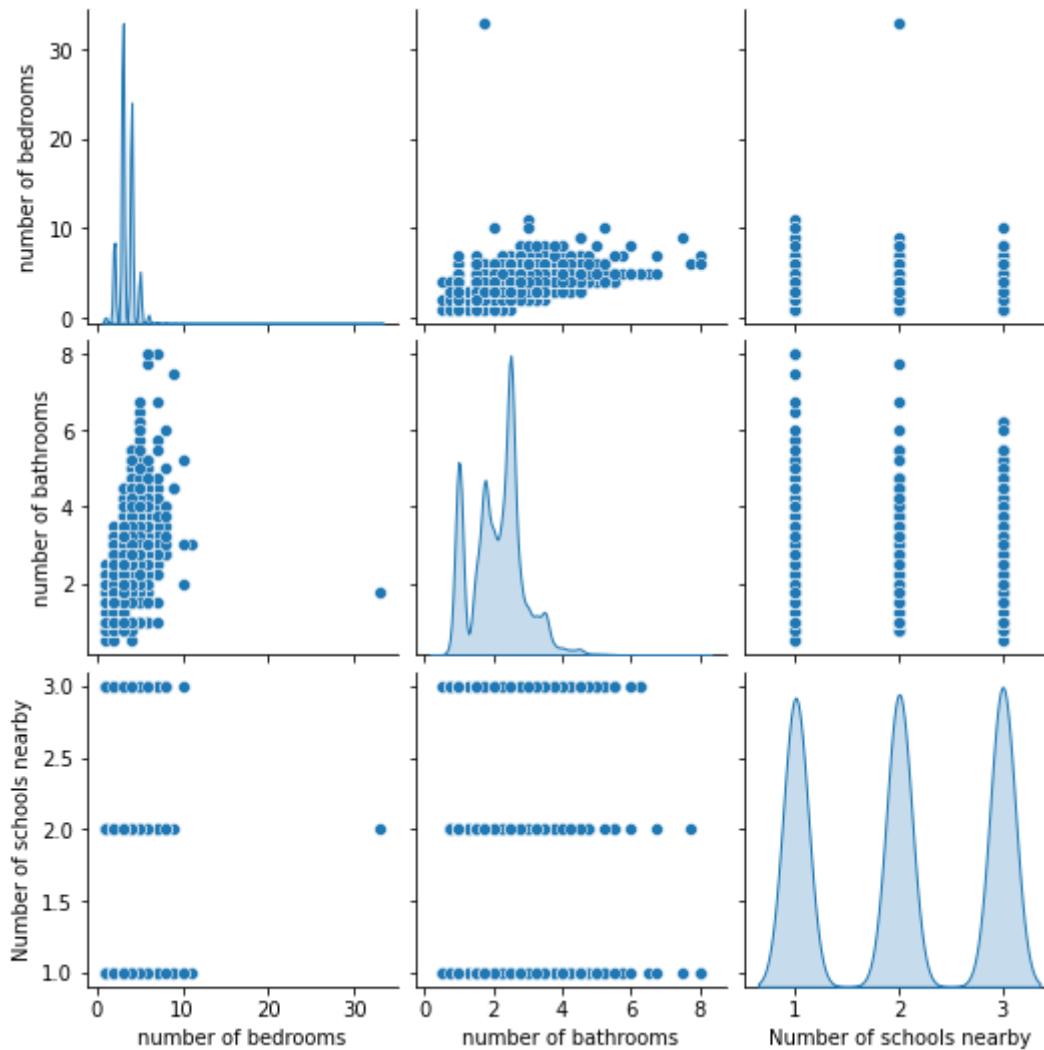 number of bedrooms
30
20
10
0
number of bathrooms
8
6
4
2
Number of schools nearby
3.0
2.5
2.0
1.5
1.0
0 10 20 30
0 2 4 6 8
1 2 3
number of bedrooms
number of bathrooms
Number of schools nearby